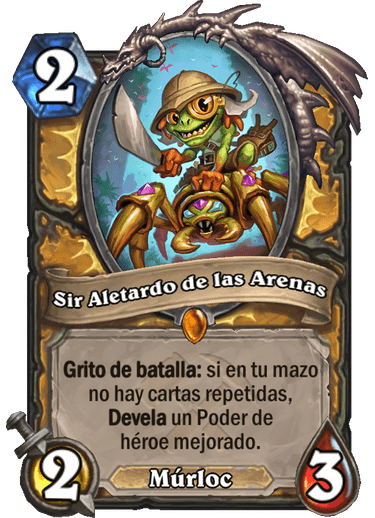 2
Sir Aletardo de las Arenas
Grito de batalla: si en tu mazo
no hay cartas repetidas,
Devela un Poder de
héroe mejorado.
2
Múrloc
3